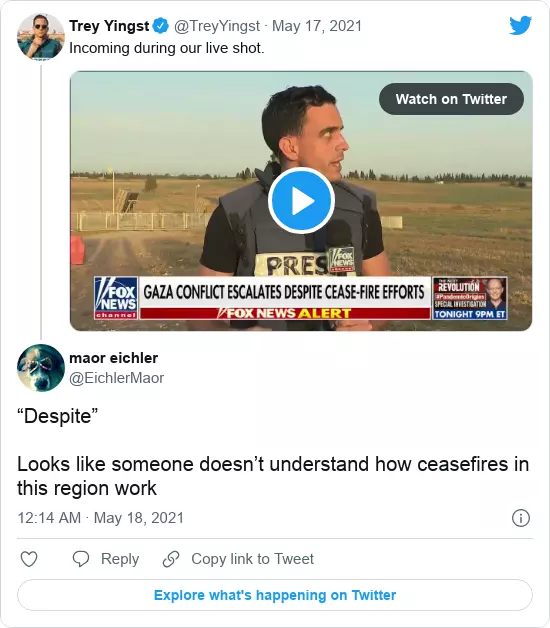 Trey Yingst @TreyYingst · May 17, 2021
Incoming during our live shot.
Watch on Twitter
PRESS
FOX
NEWS
FOX
NEWS
channel
GAZA CONFLICT ESCALATES DESPITE CEASE-FIRE EFFORTS
FOX NEWS ALERT
REVOLUTION
#PandemicOrigins
SPECIAL INVESTIGATION
TONIGHT 9PM ET
maor eichler
@EichlerMaor
“Despite”
Looks like someone doesn’t understand how ceasefires in
this region work
12:14 AM · May 18, 2021
Reply
Copy link to Tweet
Explore what's happening on Twitter